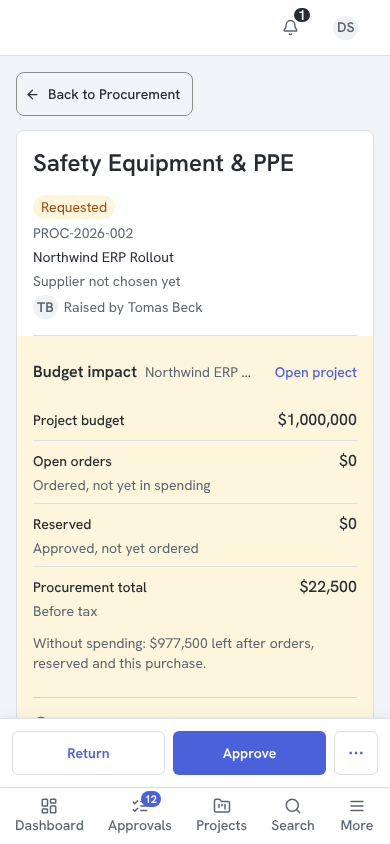 1
DS
Back to Procurement
Safety Equipment & PPE
Requested
PROC-2026-002
Northwind ERP Rollout
Supplier not chosen yet
TB Raised by Tomas Beck
Budget impact Northwind ERP ... Open project
Project budget $1,000,000
Open orders $0
Ordered, not yet in spending
Reserved $0
Approved, not yet ordered
Procurement total $22,500
Before tax
Without spending: $977,500 left after orders,
reserved and this purchase.
Return Approve ...
12
Dashboard Approvals Projects Search More